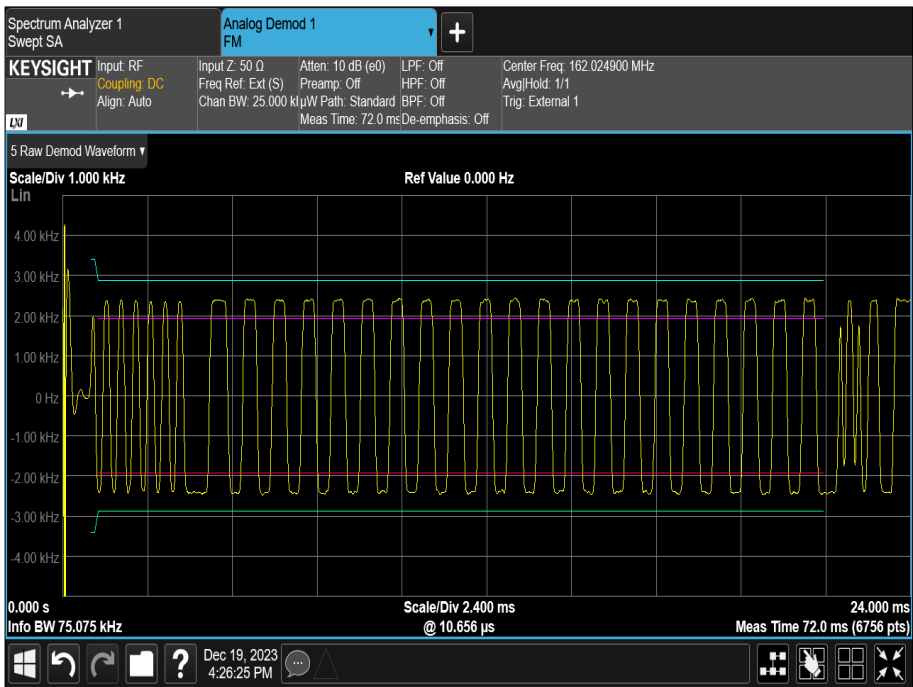 Spectrum Analyzer 1
Swept SA
Analog Demod 1
FM
+
KEYSIGHT
LXI
Input: RF
Coupling: DC
Align: Auto
Input Z: 50 Ω
Freq Ref: Ext (S)
Chan BW: 25.000 kl
Atten: 10 dB (e0)
Preamp: Off
µW Path: Standard
Meas Time: 72.0 ms
LPF: Off
HPF: Off
BPF: Off
De-emphasis: Off
Center Freq: 162.024900 MHz
Avg|Hold: 1/1
Trig: External 1
5 Raw Demod Waveform
Scale/Div 1.000 kHz
Ref Value 0.000 Hz
Lin
4.00 kHz
3.00 kHz
2.00 kHz
1.00 kHz
0 Hz
-1.00 kHz
-2.00 kHz
-3.00 kHz
-4.00 kHz
0.000 s
Scale/Div 2.400 ms
24.000 ms
Info BW 75.075 kHz
@ 10.656 µs
Meas Time 72.0 ms (6756 pts)
?
Dec 19, 2023
4:26:25 PM